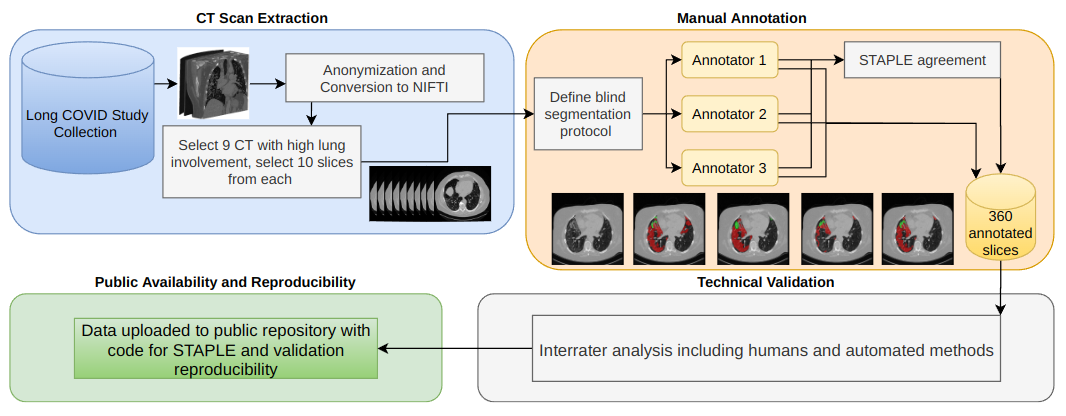 CT Scan Extraction
Long COVID Study
Collection
Anonymization and
Conversion to NIFTI
Select 9 CT with high lung
involvement, select 10 slices
from each
Manual Annotation
Define blind
segmentation
protocol
Annotator 1
Annotator 2
Annotator 3
STAPLE agreement
360
annotated
slices
Public Availability and Reproducibility
Data uploaded to public repository with
code for STAPLE and validation
reproducibility
Technical Validation
Interrater analysis including humans and automated methods